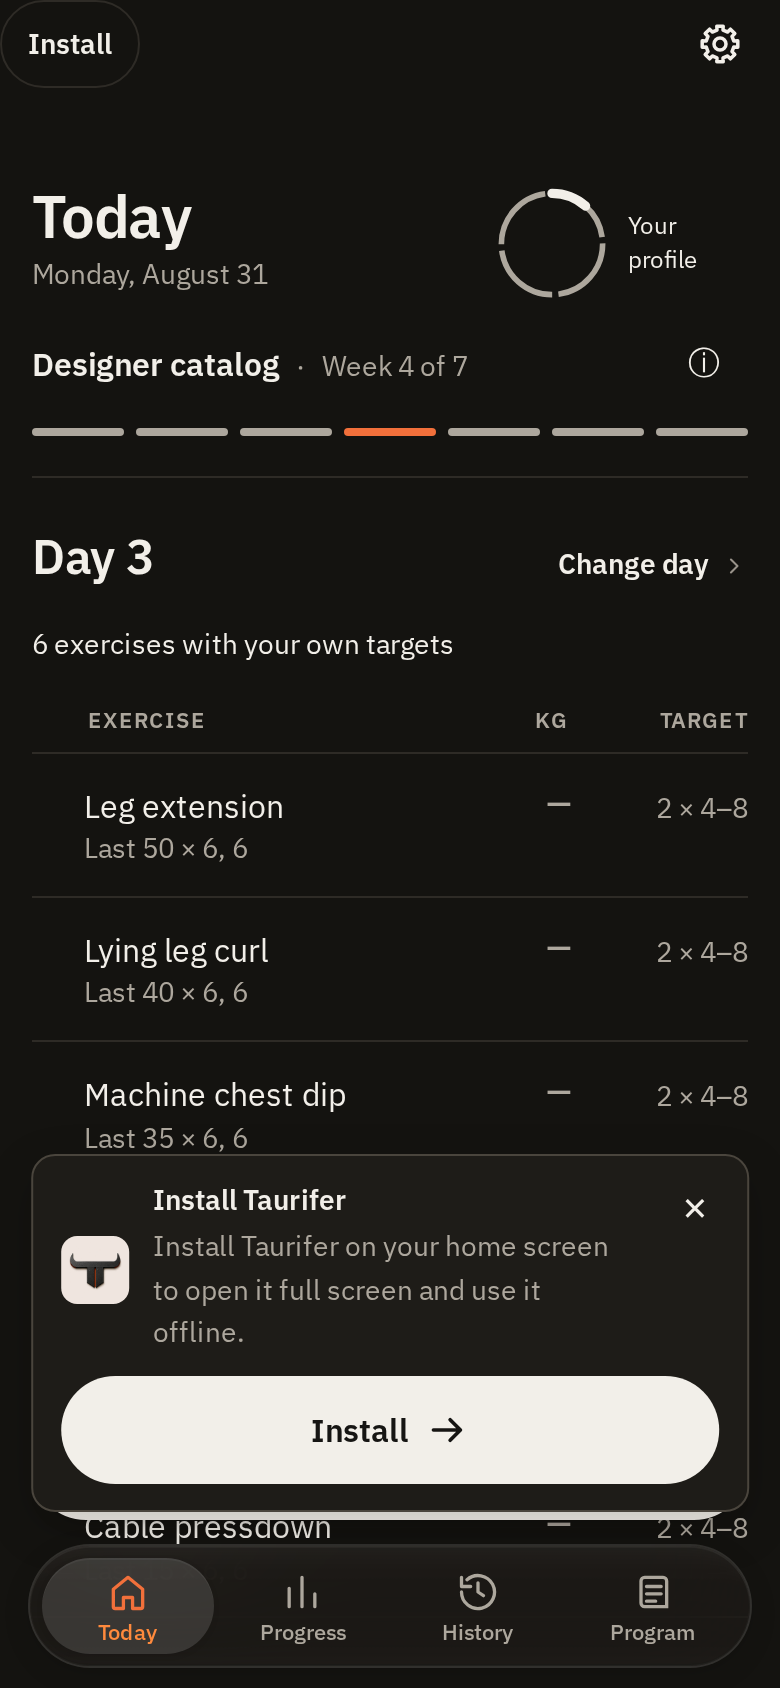 Install
Today
Monday, August 31
Your
profile
Designer catalog · Week 4 of 7
Day 3
Change day
6 exercises with your own targets
EXERCISE KG TARGET
Leg extension — 2 × 4–8
Last 50 × 6, 6
Lying leg curl — 2 × 4–8
Last 40 × 6, 6
Machine chest dip — 2 × 4–8
Last 35 × 6, 6
Install Taurifer
Install Taurifer on your home screen
to open it full screen and use it
offline.
Install
Cable pressdown — 2 × 4–8
Today
Progress
History
Program